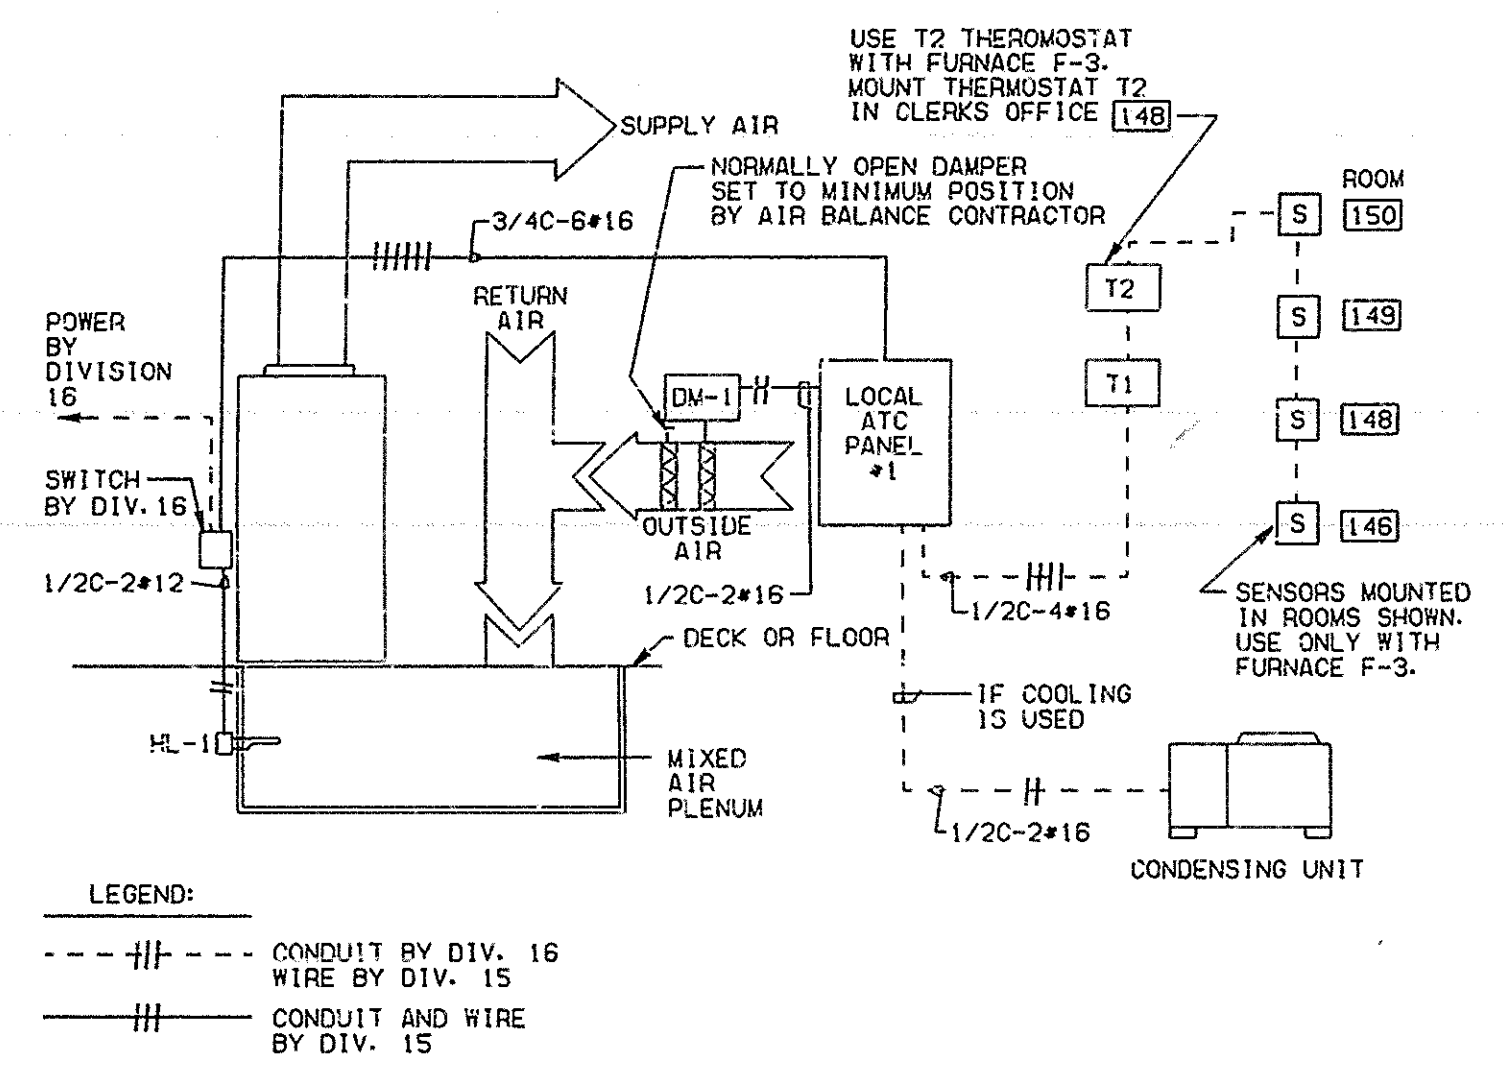 USE T2 THEROMOSTAT
WITH FURNACE F-3.
MOUNT THERMOSTAT T2
IN CLERKS OFFICE 148
SUPPLY AIR
NORMALLY OPEN DAMPER
SET TO MINIMUM POSITION
BY AIR BALANCE CONTRACTOR
ROOM
S 150
3/4C-6#16
T2
RETURN
AIR
S 149
POWER
BY
DIVISION
16
T1
DM-1
LOCAL
ATC
PANEL
#1
S 148
SWITCH
BY DIV. 16
OUTSIDE
AIR
S 146
1/2C-2#12
1/2C-2#16
1/2C-4#16
SENSORS MOUNTED
IN ROOMS SHOWN.
USE ONLY WITH
FURNACE F-3.
DECK OR FLOOR
IF COOLING
IS USED
HL-1
MIXED
AIR
PLENUM
1/2C-2#16
CONDENSING UNIT
LEGEND:
CONDUIT BY DIV. 16
WIRE BY DIV. 15
CONDUIT AND WIRE
BY DIV. 15